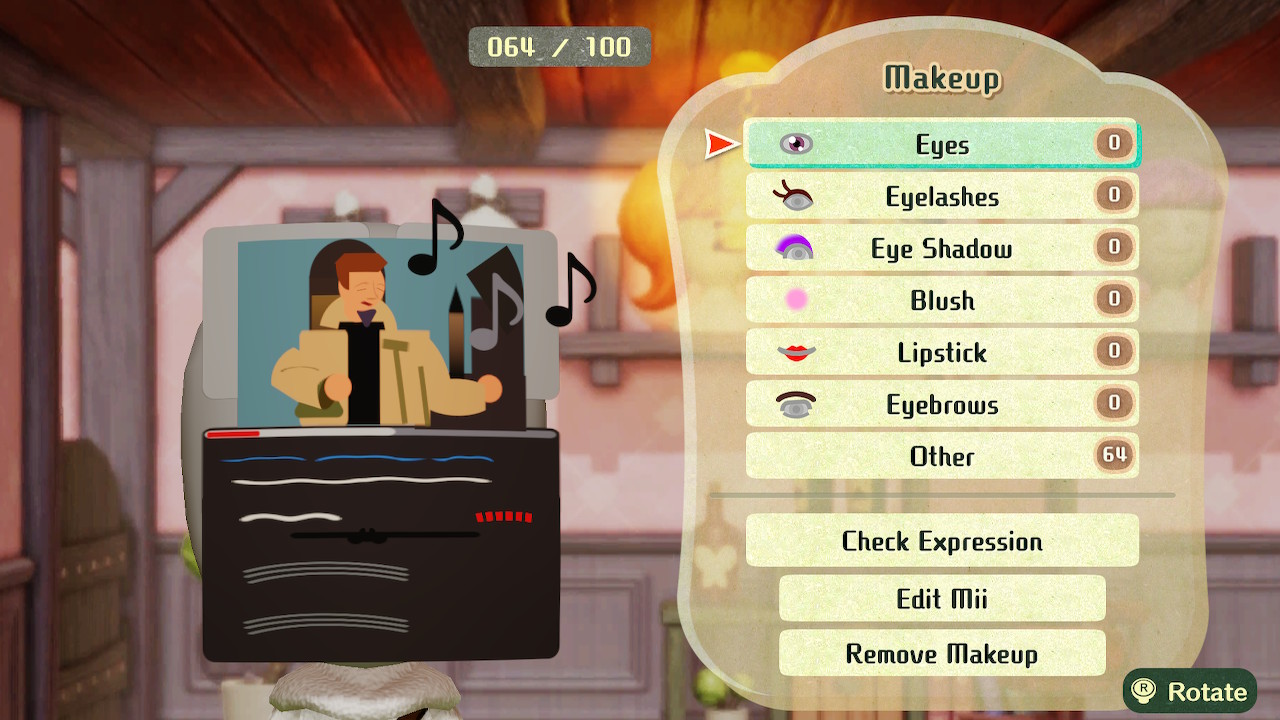 064 / 100
Makeup
Eyes 0
Eyelashes 0
Eye Shadow 0
Blush 0
Lipstick 0
Eyebrows 0
Other 64
Check Expression
Edit Mii
Remove Makeup
R Rotate